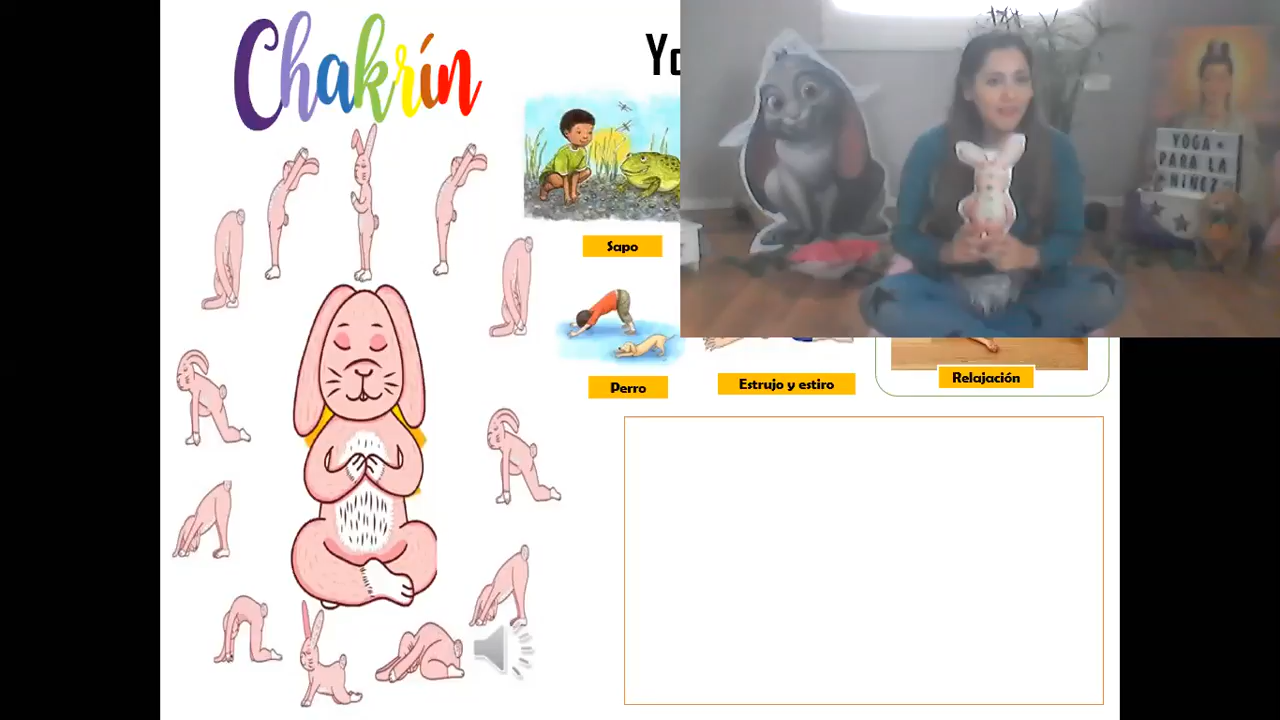 Chakrín
Sapo
YOGA
PARA LA
NIÑEZ
Perro
Estrujo y estiro
Relajación